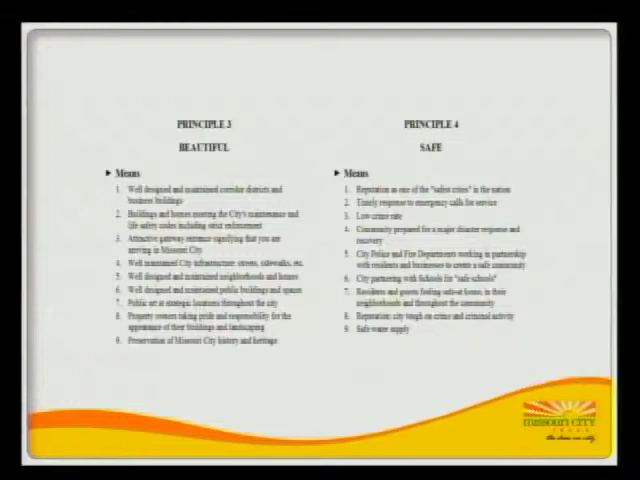 PRINCIPLE 3
BEAUTIFUL
Means
1. Well designed and maintained corridor districts and
business buildings
2. Buildings and homes meeting the City's maintenance and
life safety codes including strict enforcement
3. Attractive gateway entrance signifying that you are
arriving in Missouri City
4. Well maintained City infrastructure: streets, sidewalks, etc.
5. Well designed and maintained neighborhoods and homes
6. Well designed and maintained public buildings and spaces
7. Public art at strategic locations throughout the city
8. Property owners taking pride and responsibility for the
appearance of their buildings and landscaping
9. Preservation of Missouri City history and heritage
PRINCIPLE 4
SAFE
Means
1. Reputation as one of the "safest cities" in the nation
2. Timely response to emergency calls for service
3. Low crime rate
4. Community prepared for a major disaster response and
recovery
5. City Police and Fire Departments working in partnership
with residents and businesses to create a safe community
6. City partnering with Schools for "safe schools"
7. Residents and guests feeling safe–at home, in their
neighborhoods and throughout the community
8. Reputation: city tough on crime and criminal activity
9. Safe water supply
missouri city
TEXAS
the show me city